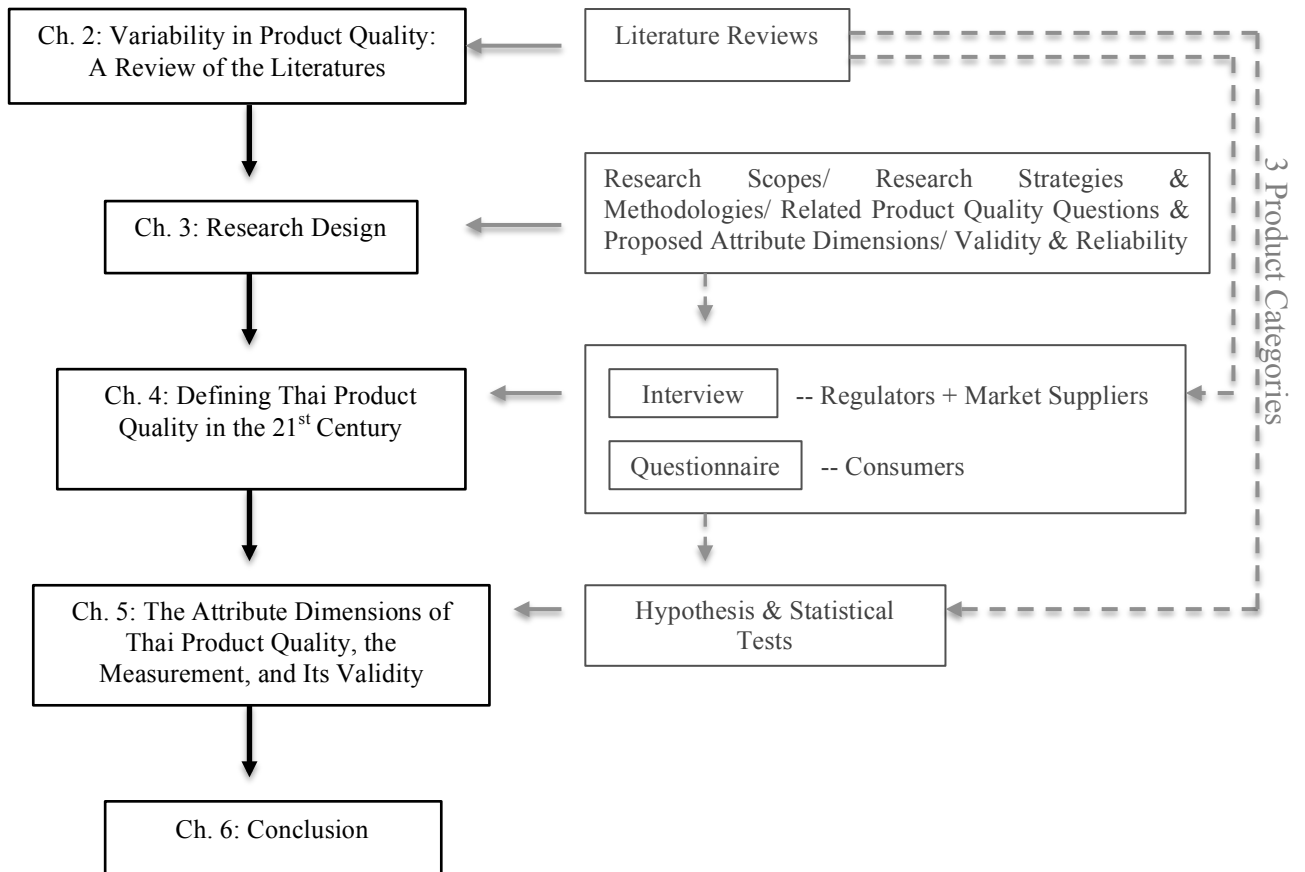 Ch. 2: Variability in Product Quality:
A Review of the Literatures
Literature Reviews
3 Product Categories
Research Scopes/ Research Strategies &
Methodologies/ Related Product Quality Questions &
Proposed Attribute Dimensions/ Validity & Reliability
Ch. 3: Research Design
Ch. 4: Defining Thai Product
Quality in the 21st Century
Interview -- Regulators + Market Suppliers
Questionnaire -- Consumers
Ch. 5: The Attribute Dimensions of
Thai Product Quality, the
Measurement, and Its Validity
Hypothesis & Statistical
Tests
Ch. 6: Conclusion